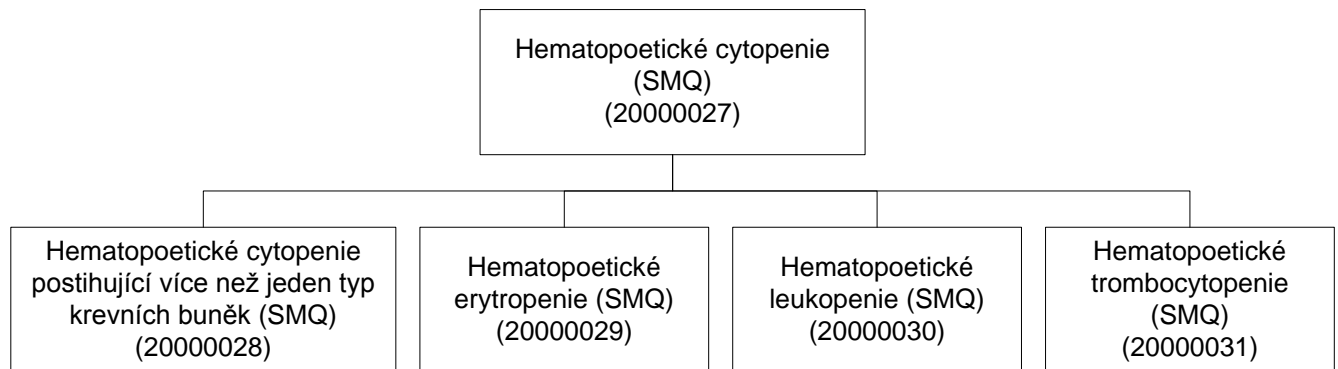 Hematopoetické cytopenie
(SMQ)
(20000027)
Hematopoetické cytopenie
postihující více než jeden typ
krevních buněk (SMQ)
(20000028)
Hematopoetické
erytropenie (SMQ)
(20000029)
Hematopoetické
leukopenie (SMQ)
(20000030)
Hematopoetické
trombocytopenie
(SMQ)
(20000031)